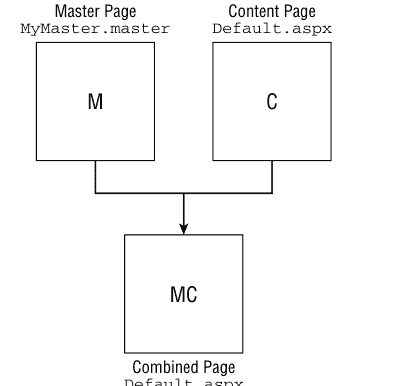 Master Page
MyMaster.master
Content Page
Default.aspx
M
C
MC
Combined Page
Default.aspx